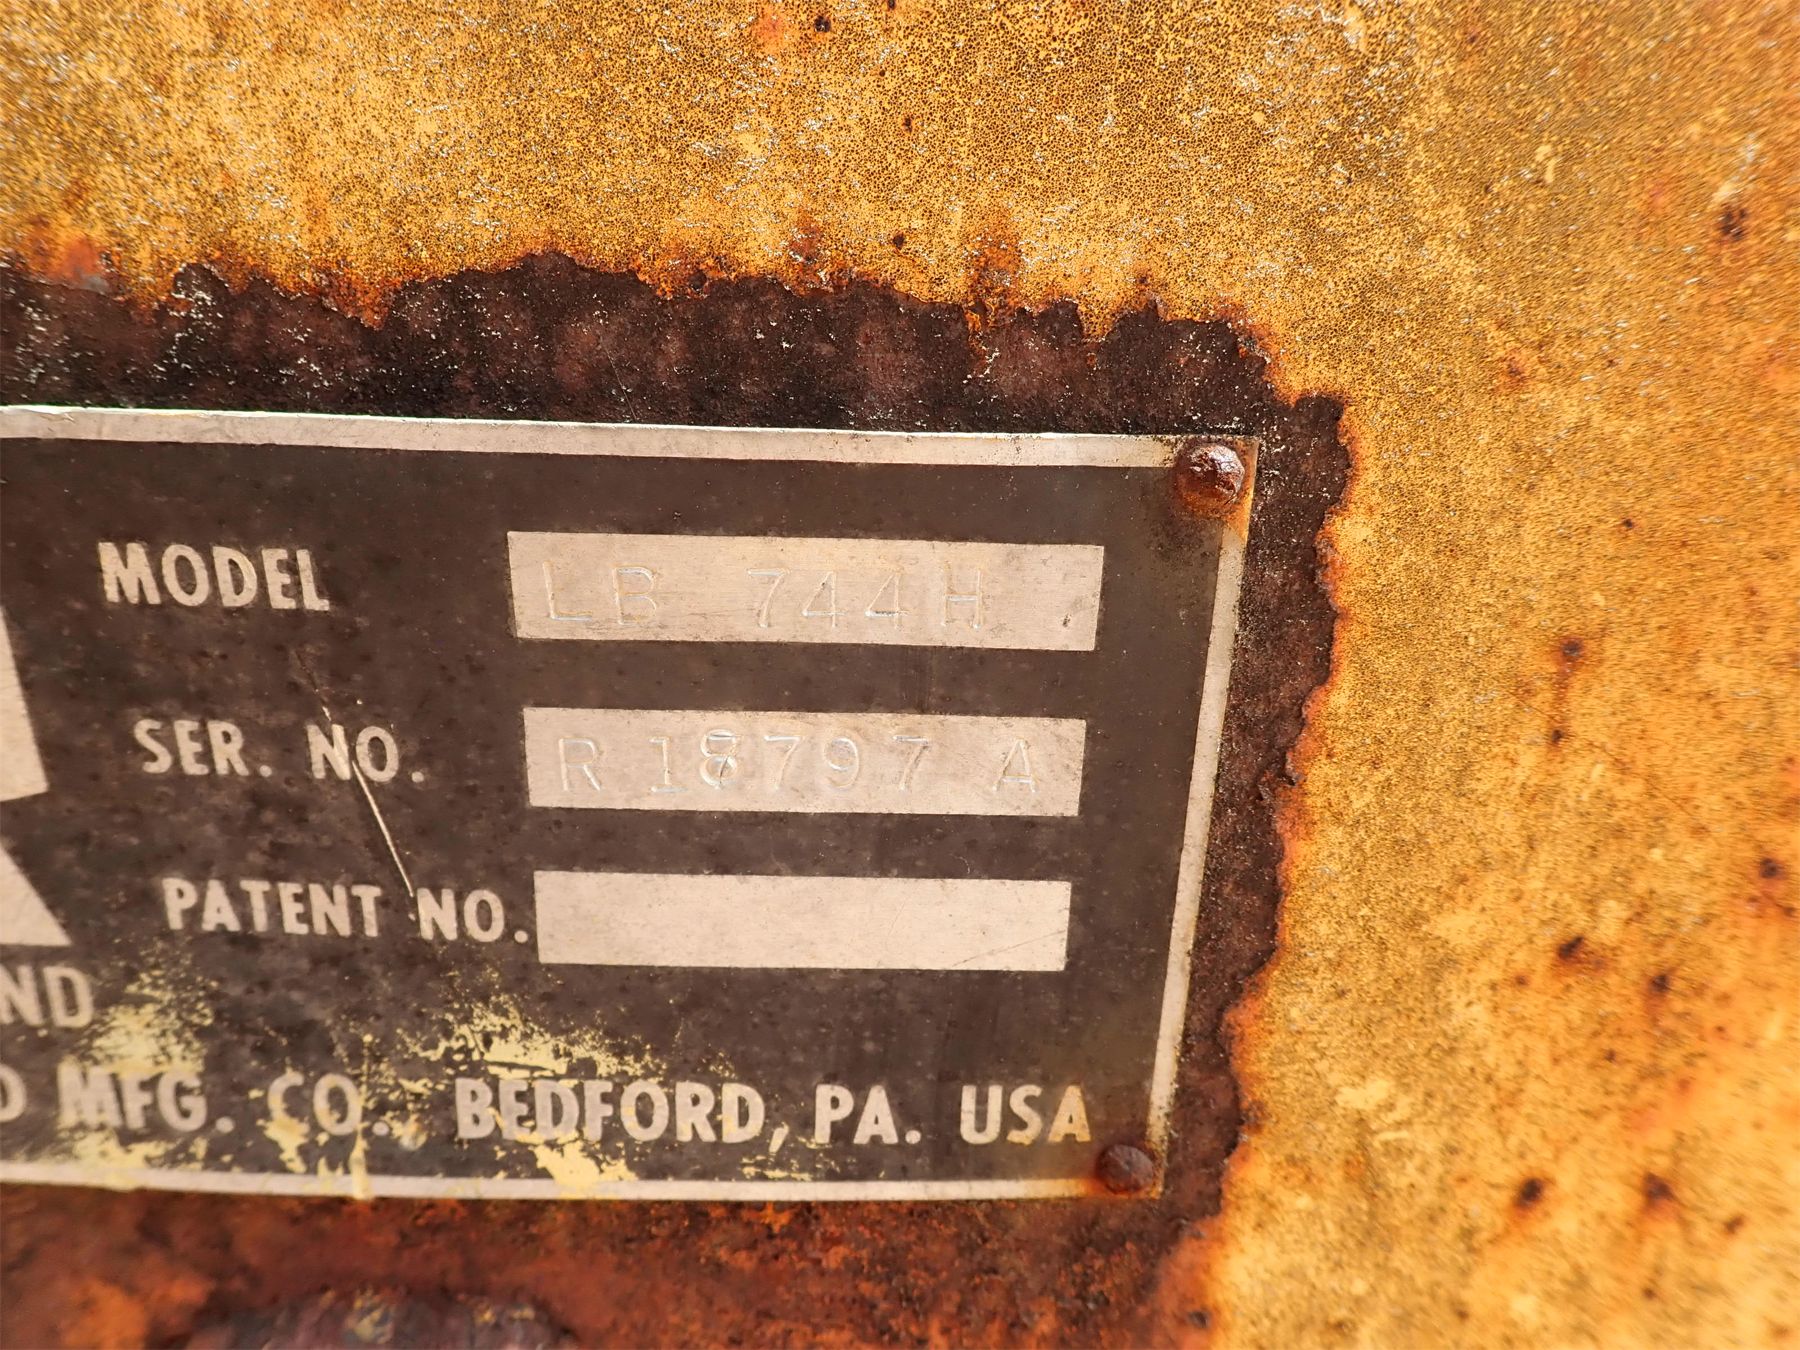 MODEL LB 744H
SER. NO. R 18797 A
PATENT NO.
ND
D MFG. CO. BEDFORD, PA. USA